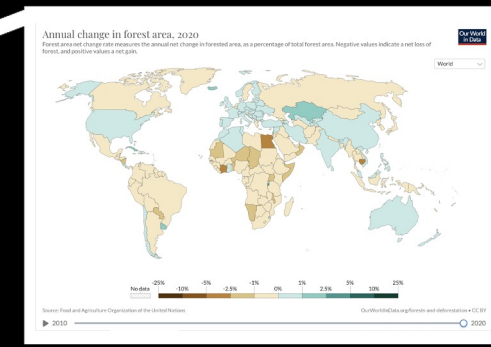 Annual change in forest area, 2020
Forest area net change rate measures the annual net change in forested area, as a percentage of total forest area. Negative values indicate a net loss of
forest, and positive values a net gain.
Our World
in Data
World
No data
-25% -10% -5% -2.5% -1% 0% 1% 2.5% 5% 10% 25%
Source: Food and Agriculture Organization of the United Nations
OurWorldInData.org/forests-and-deforestation • CC BY
▶ 2010
2020